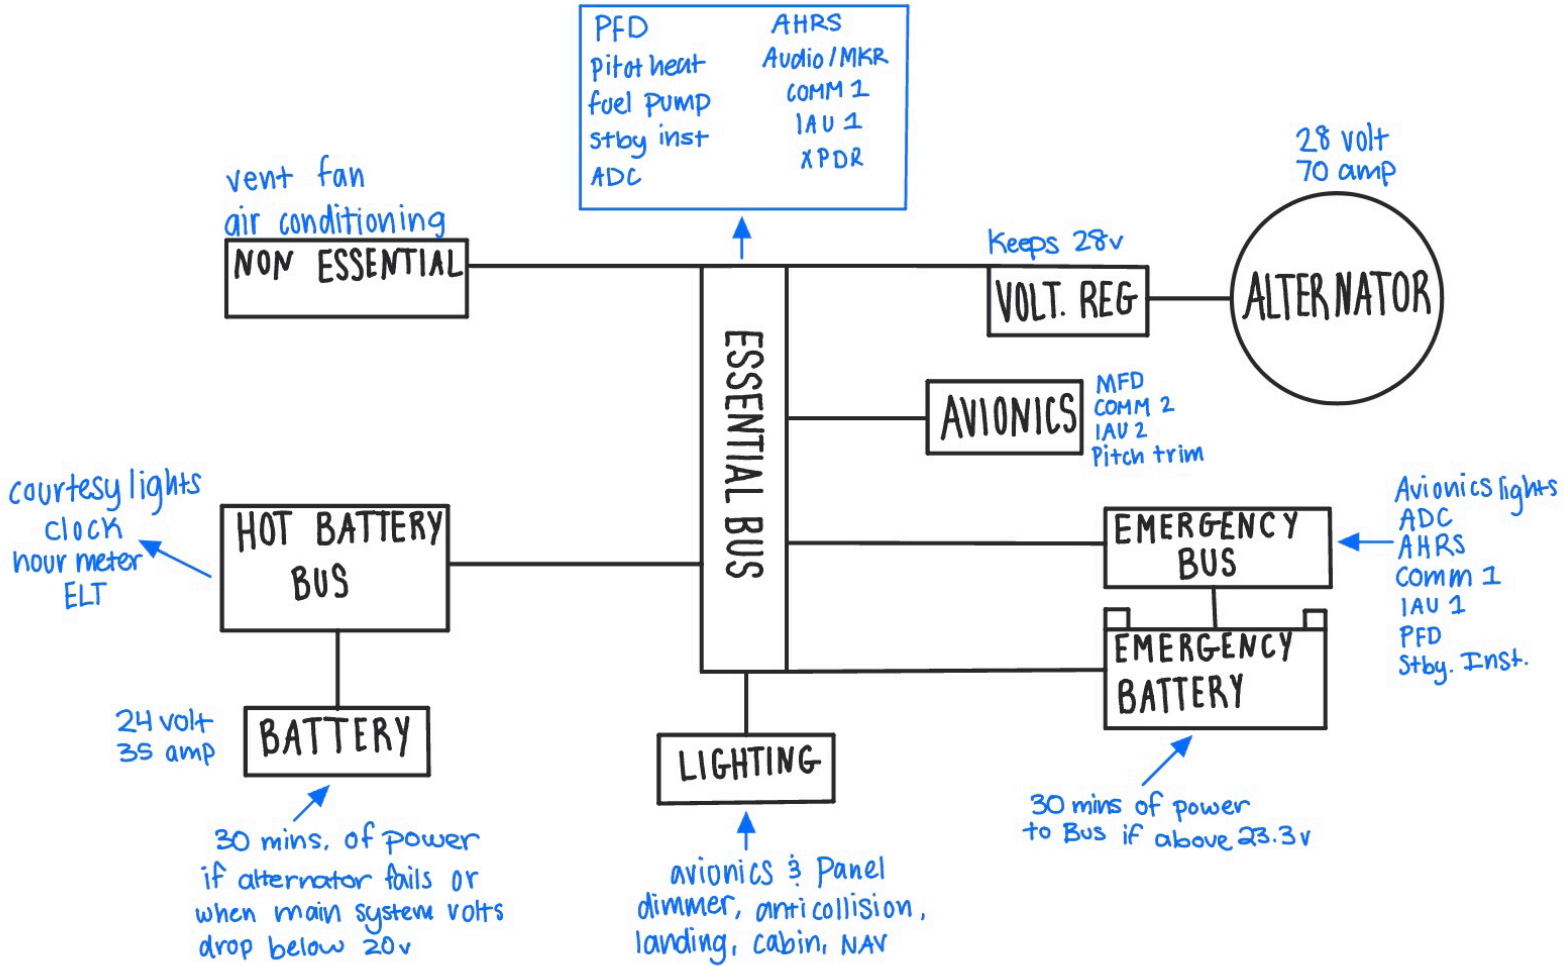 PFD
Pitot heat
fuel pump
Stby inst
ADC
AHRS
Audio/MKR
COMM 1
IAU 1
XPDR
28 volt
70 amp
vent fan
air conditioning
NON ESSENTIAL
Keeps 28v
VOLT. REG
ALTERNATOR
ESSENTIAL BUS
AVIONICS
MFD
COMM 2
IAU 2
Pitch trim
courtesy lights
clock
hour meter
ELT
HOT BATTERY
BUS
EMERGENCY
BUS
Avionics lights
ADC
AHRS
Comm 1
IAU 1
PFD
Stby. Inst.
EMERGENCY
BATTERY
24 volt
35 amp
BATTERY
LIGHTING
30 mins. of power
if alternator fails or
when main system volts
drop below 20v
avionics & Panel
dimmer, anticollision,
landing, cabin, NAV
30 mins of power
to Bus if above 23.3v